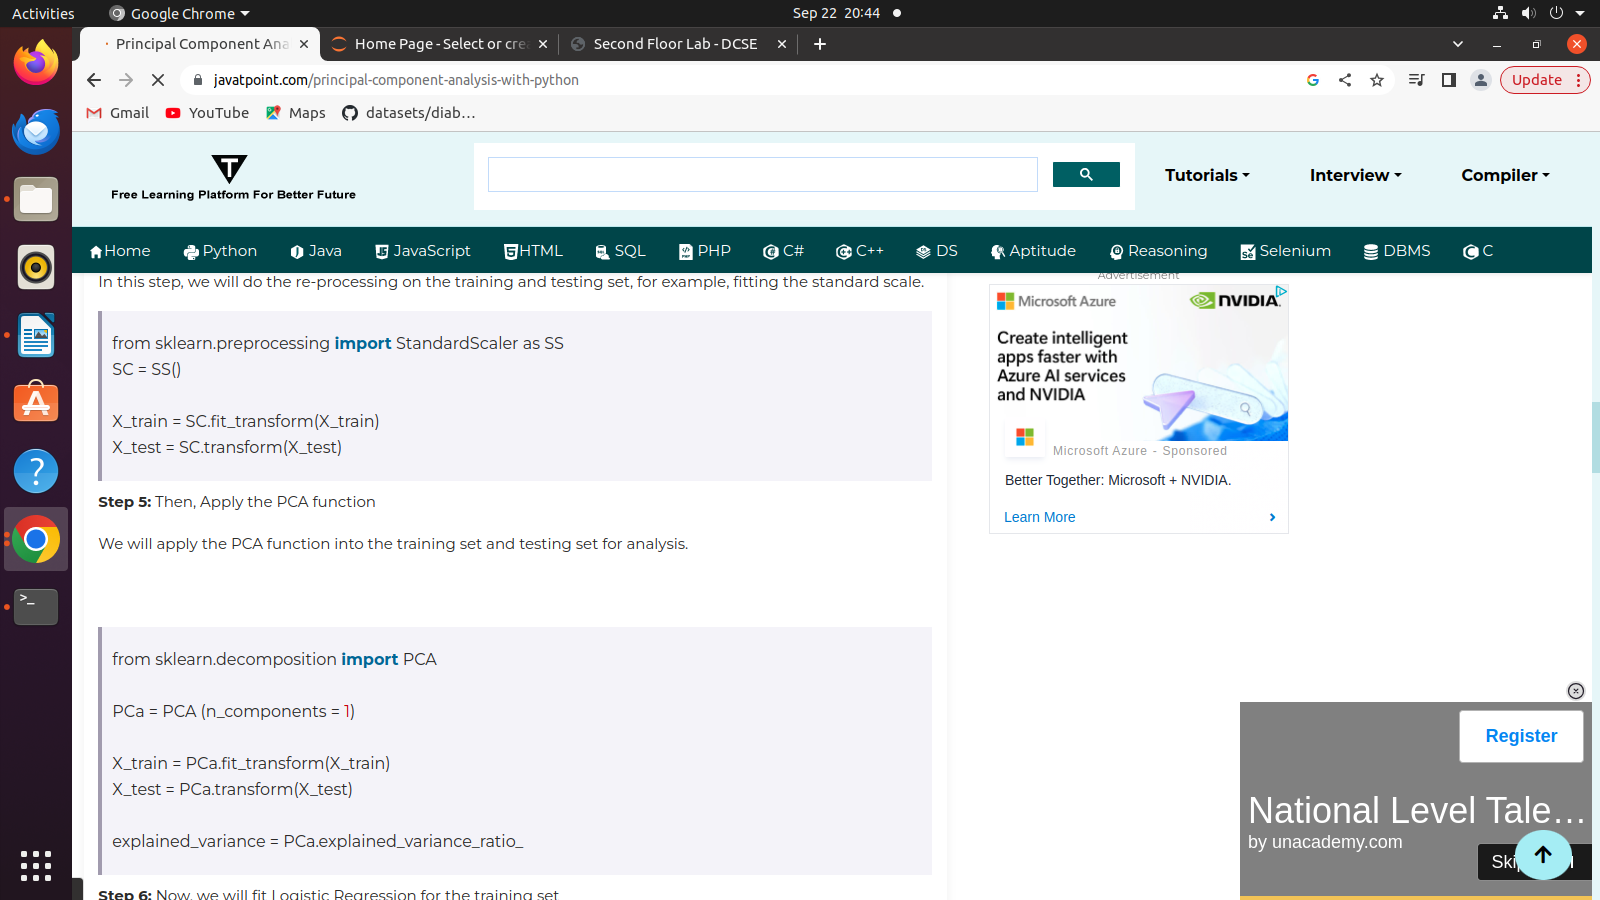 Activities
Google Chrome
Sep 22 20:44
Principal Component Ana
Home Page - Select or crea
Second Floor Lab - DCSE
javatpoint.com/principal-component-analysis-with-python
Update
Gmail
YouTube
Maps
datasets/diab…
T
Free Learning Platform For Better Future
Tutorials
Interview
Compiler
Home
Python
Java
JavaScript
HTML
SQL
PHP
C#
C++
DS
Aptitude
Reasoning
Selenium
DBMS
C
In this step, we will do the re-processing on the training and testing set, for example, fitting the standard scale.
from sklearn.preprocessing import StandardScaler as SS
SC = SS()
X_train = SC.fit_transform(X_train)
X_test = SC.transform(X_test)
Step 5: Then, Apply the PCA function
We will apply the PCA function into the training set and testing set for analysis.
from sklearn.decomposition import PCA
PCa = PCA (n_components = 1)
X_train = PCa.fit_transform(X_train)
X_test = PCa.transform(X_test)
explained_variance = PCa.explained_variance_ratio_
Step 6: Now, we will fit Logistic Regression for the training set
Advertisement
Microsoft Azure
NVIDIA.
Create intelligent
apps faster with
Azure AI services
and NVIDIA
Microsoft Azure - Sponsored
Better Together: Microsoft + NVIDIA.
Learn More
Register
National Level Tale…
by unacademy.com